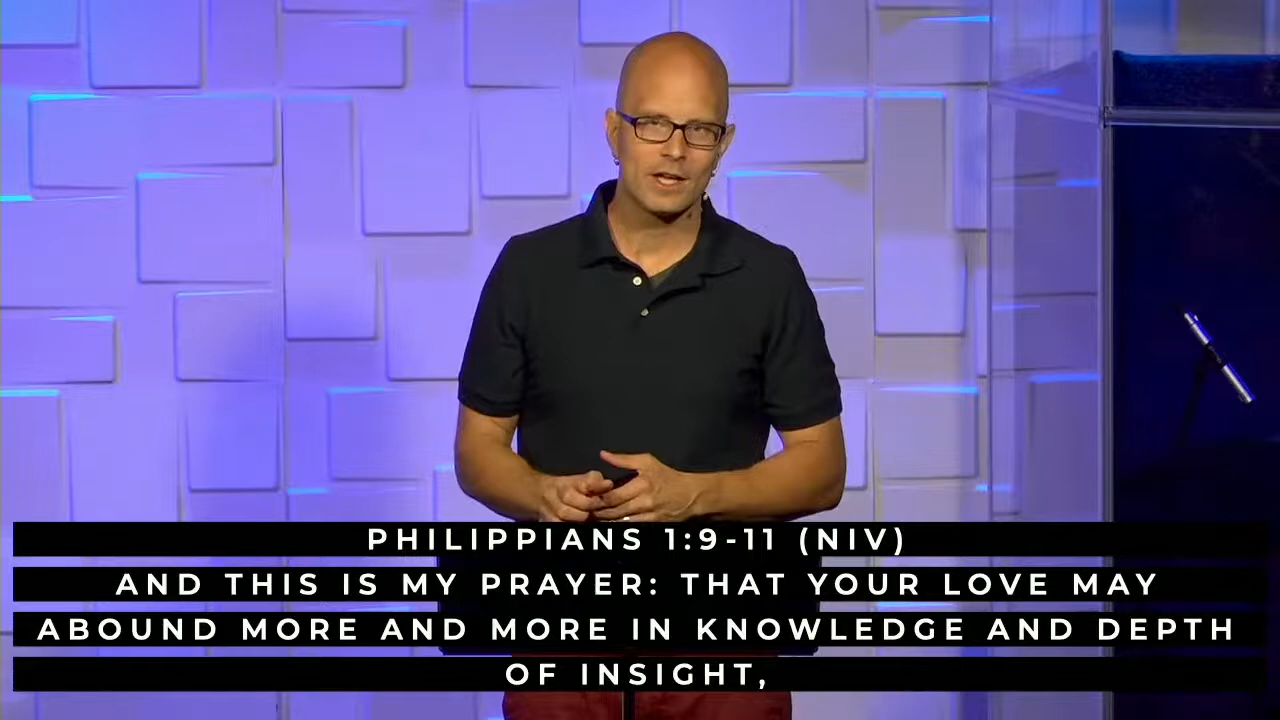 PHILIPPIANS 1:9-11 (NIV)
AND THIS IS MY PRAYER: THAT YOUR LOVE MAY
ABOUND MORE AND MORE IN KNOWLEDGE AND DEPTH
OF INSIGHT,